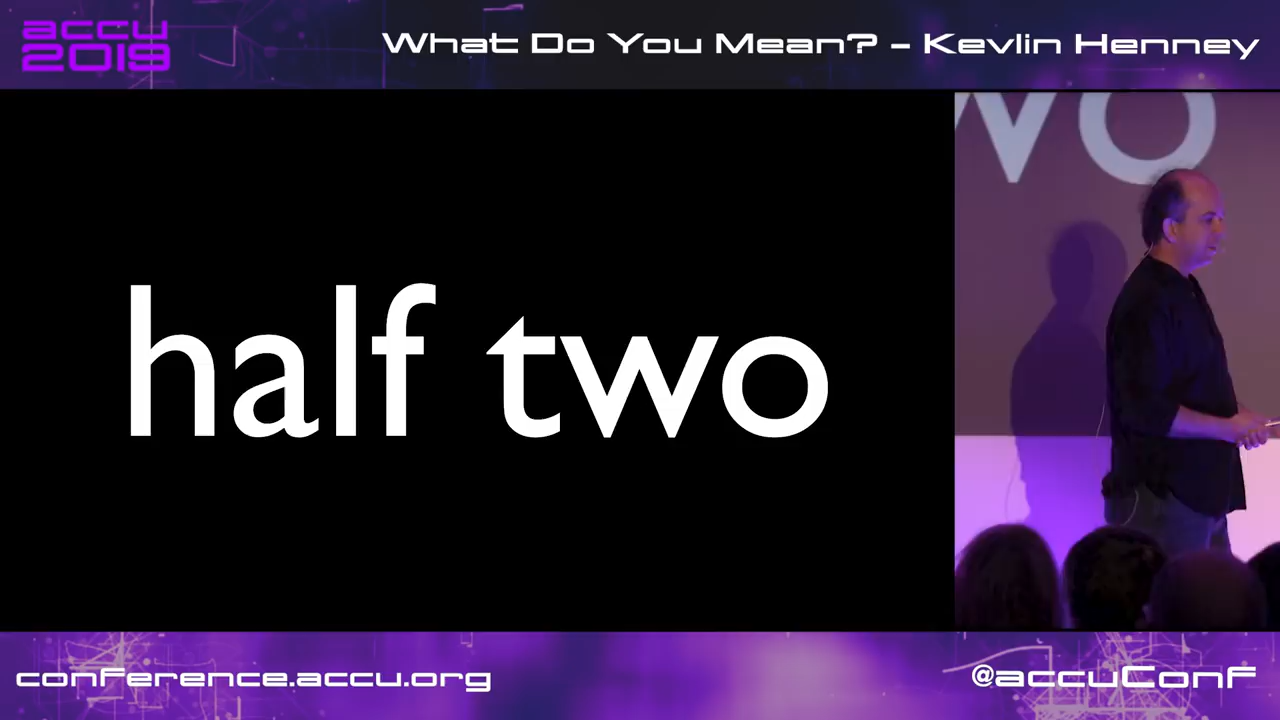 accu
2019
What Do You Mean? - Kevlin Henney
half two
wo
conference.accu.org
@accuConf